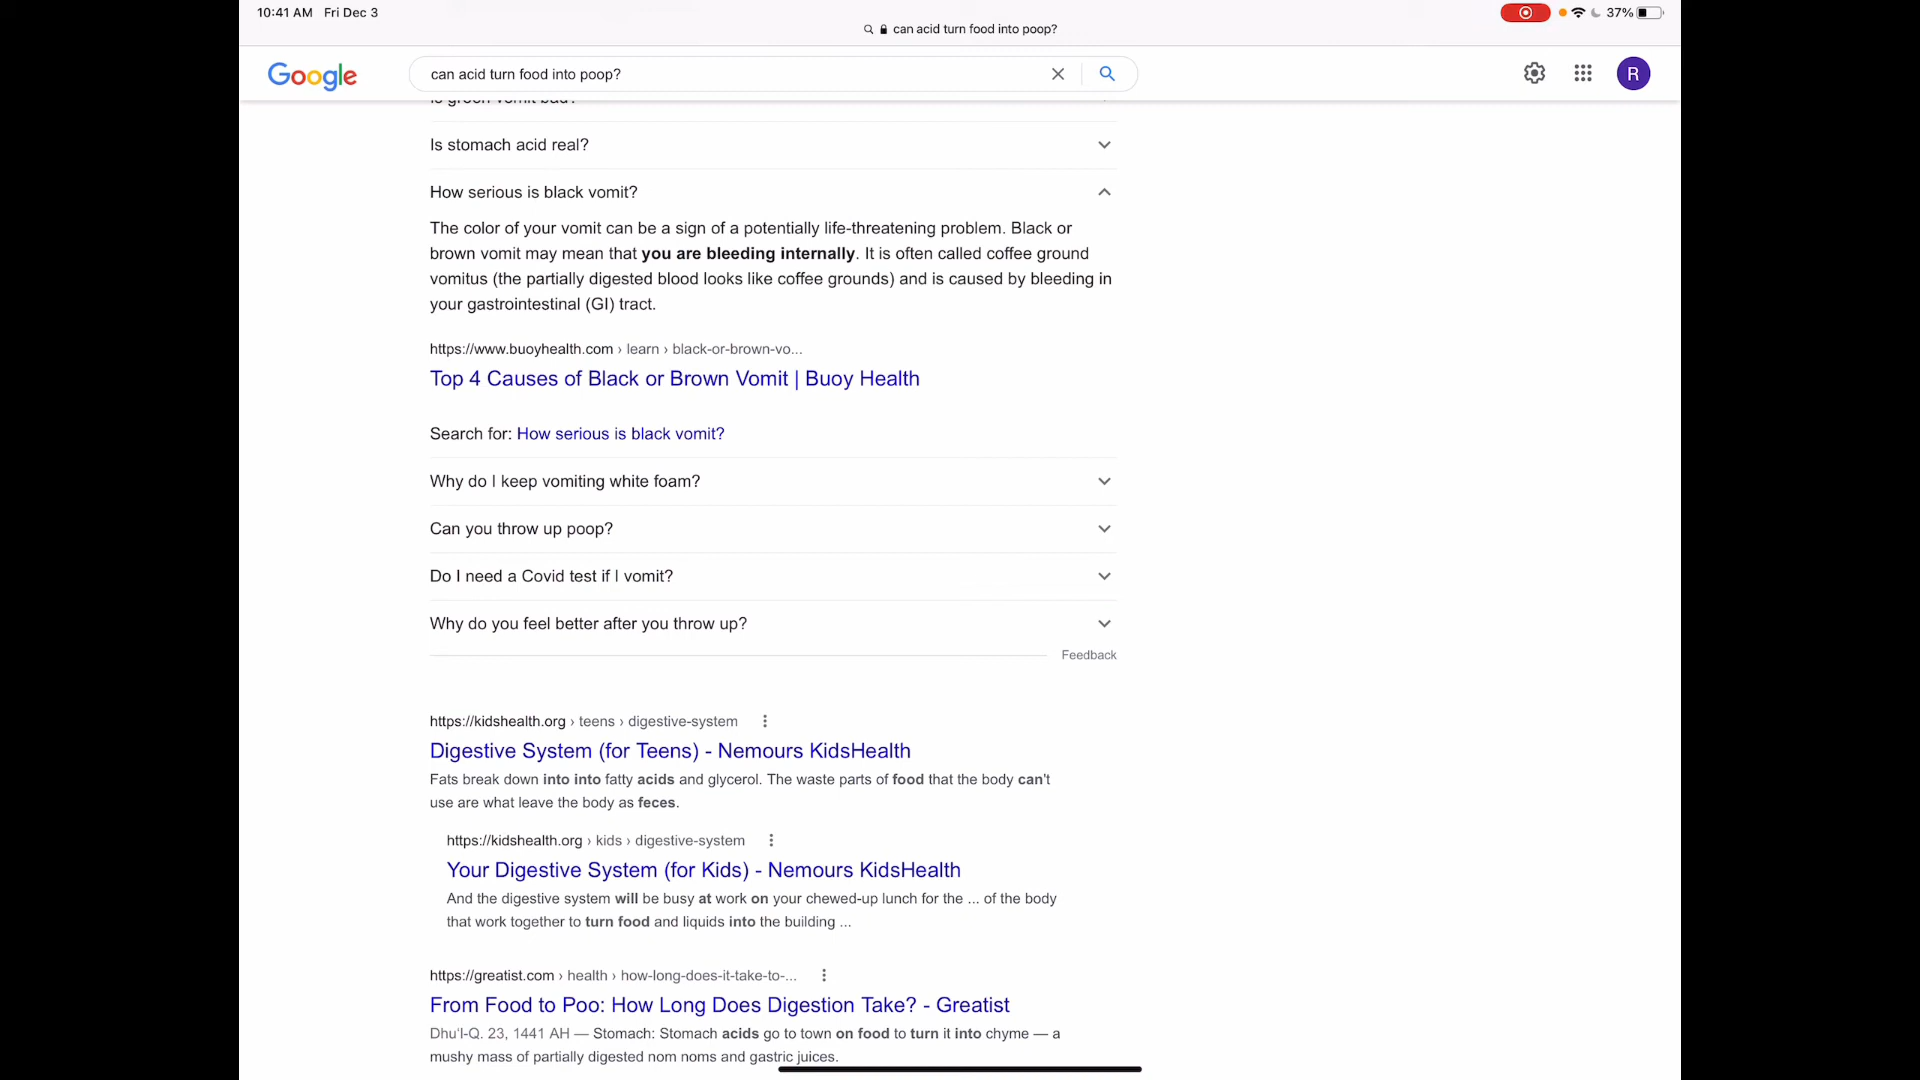 10:41 AM Fri Dec 3
37%
can acid turn food into poop?
Google
can acid turn food into poop?
R
Is green vomit bad?
Is stomach acid real?
How serious is black vomit?
The color of your vomit can be a sign of a potentially life-threatening problem. Black or
brown vomit may mean that you are bleeding internally. It is often called coffee ground
vomitus (the partially digested blood looks like coffee grounds) and is caused by bleeding in
your gastrointestinal (GI) tract.
https://www.buoyhealth.com › learn › black-or-brown-vo...
Top 4 Causes of Black or Brown Vomit | Buoy Health
Search for: How serious is black vomit?
Why do I keep vomiting white foam?
Can you throw up poop?
Do I need a Covid test if I vomit?
Why do you feel better after you throw up?
Feedback
https://kidshealth.org › teens › digestive-system
Digestive System (for Teens) - Nemours KidsHealth
Fats break down into into fatty acids and glycerol. The waste parts of food that the body can't
use are what leave the body as feces.
https://kidshealth.org › kids › digestive-system
Your Digestive System (for Kids) - Nemours KidsHealth
And the digestive system will be busy at work on your chewed-up lunch for the ... of the body
that work together to turn food and liquids into the building ...
https://greatist.com › health › how-long-does-it-take-to-...
From Food to Poo: How Long Does Digestion Take? - Greatist
Dhuʻl-Q. 23, 1441 AH — Stomach: Stomach acids go to town on food to turn it into chyme — a
mushy mass of partially digested nom noms and gastric juices.